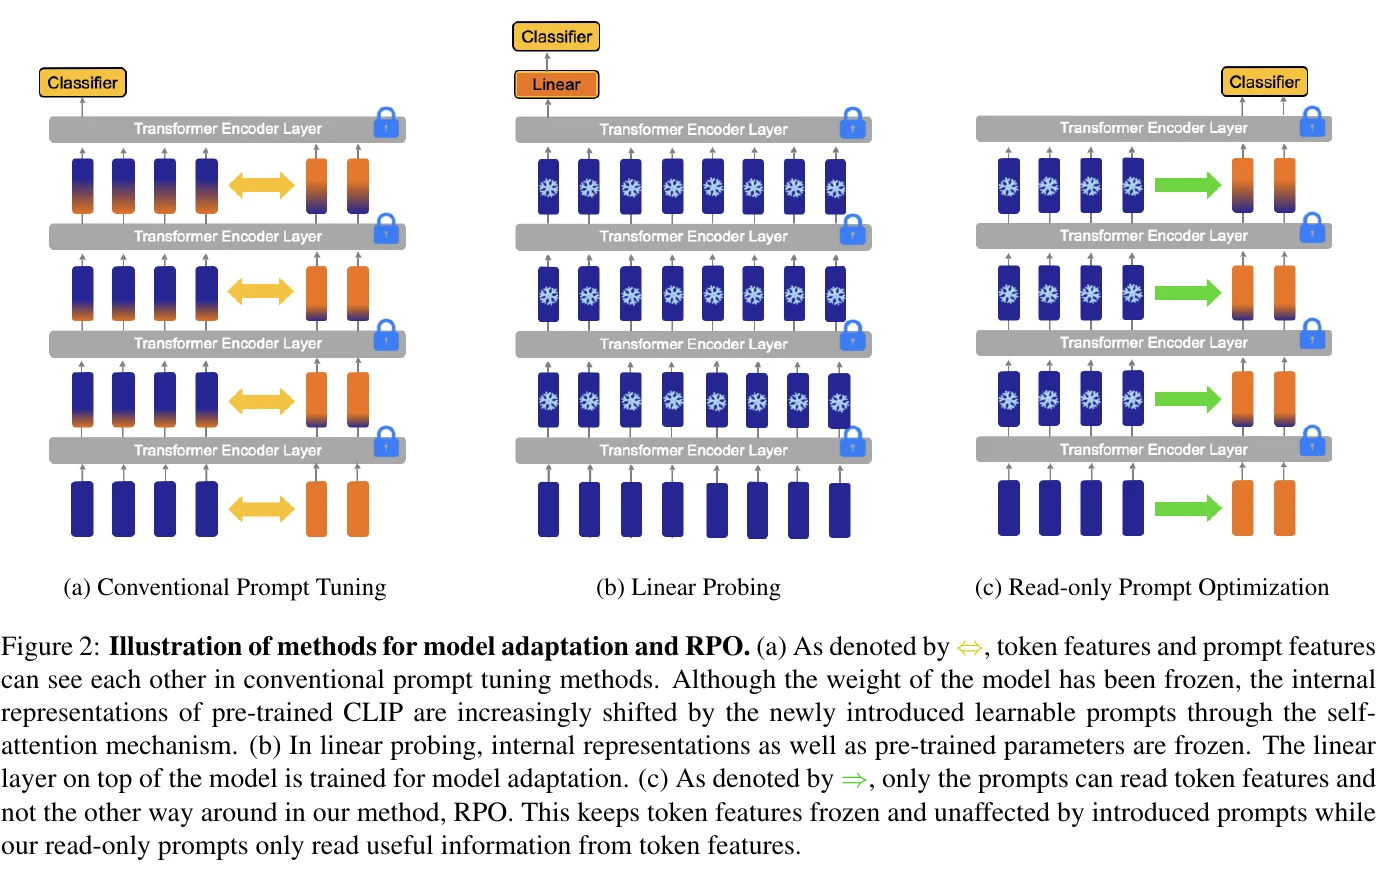 Classifier
Transformer Encoder Layer
Transformer Encoder Layer
Transformer Encoder Layer
Transformer Encoder Layer
(a) Conventional Prompt Tuning
Classifier
Linear
Transformer Encoder Layer
Transformer Encoder Layer
Transformer Encoder Layer
Transformer Encoder Layer
(b) Linear Probing
Classifier
Transformer Encoder Layer
Transformer Encoder Layer
Transformer Encoder Layer
Transformer Encoder Layer
(c) Read-only Prompt Optimization
Figure 2: Illustration of methods for model adaptation and RPO. (a) As denoted by ⇔, token features and prompt features
can see each other in conventional prompt tuning methods. Although the weight of the model has been frozen, the internal
representations of pre-trained CLIP are increasingly shifted by the newly introduced learnable prompts through the self-
attention mechanism. (b) In linear probing, internal representations as well as pre-trained parameters are frozen. The linear
layer on top of the model is trained for model adaptation. (c) As denoted by ⇒, only the prompts can read token features and
not the other way around in our method, RPO. This keeps token features frozen and unaffected by introduced prompts while
our read-only prompts only read useful information from token features.